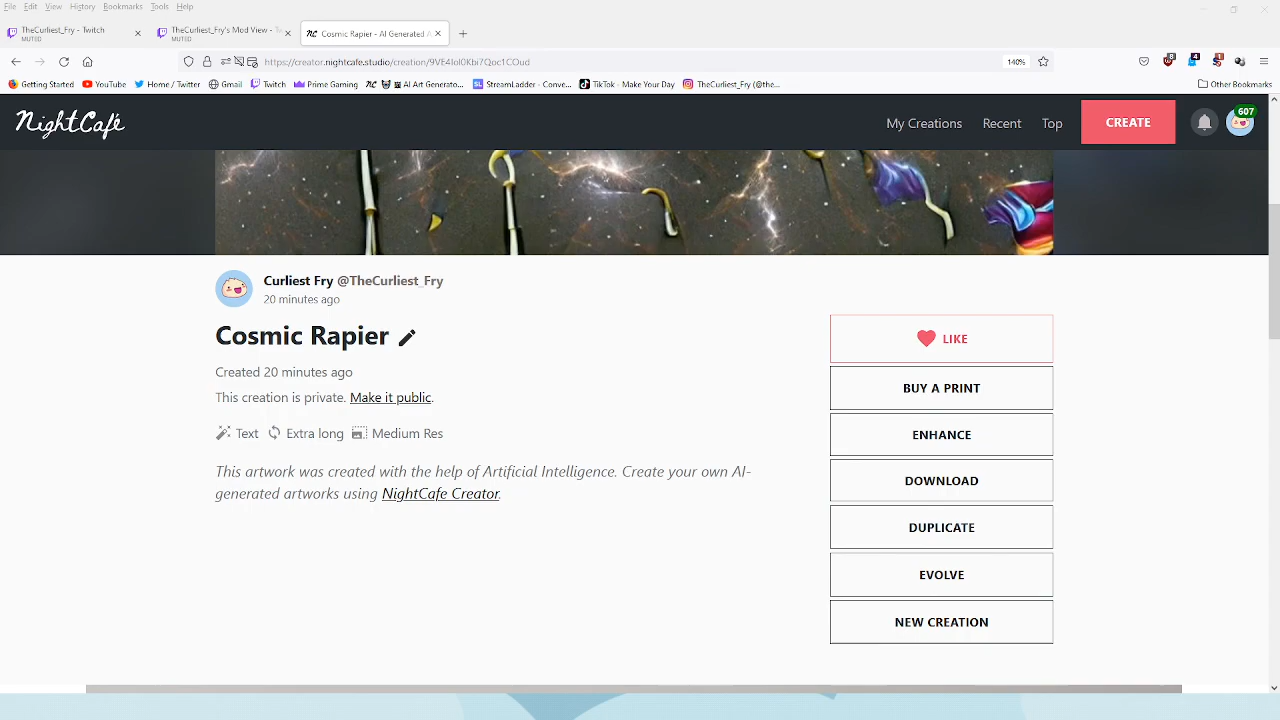 File Edit View History Bookmarks Tools Help
TheCurliest_Fry - Twitch
MUTED
TheCurliest_Fry's Mod View - Tw
MUTED
Cosmic Rapier - AI Generated A
https://creator.nightcafe.studio/creation/9VE4Iol0Kbi7Qoc1COud
140%
Getting Started YouTube Home / Twitter Gmail Twitch Prime Gaming AI Art Generato... StreamLadder - Conve... TikTok - Make Your Day TheCurliest_Fry (@the... Other Bookmarks
NightCafe
My Creations Recent Top CREATE 607
Curliest Fry @TheCurliest_Fry
20 minutes ago
Cosmic Rapier
Created 20 minutes ago
This creation is private. Make it public.
Text Extra long Medium Res
This artwork was created with the help of Artificial Intelligence. Create your own AI-
generated artworks using NightCafe Creator.
LIKE
BUY A PRINT
ENHANCE
DOWNLOAD
DUPLICATE
EVOLVE
NEW CREATION